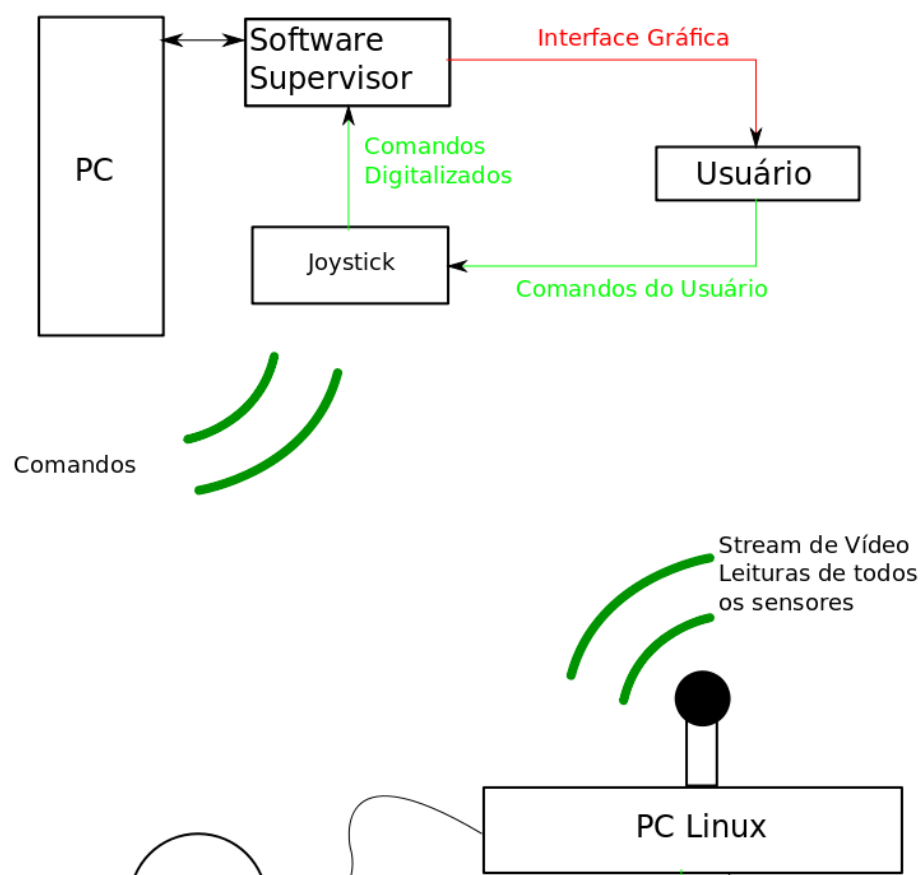 Software
Supervisor
Interface Gráfica
PC
Comandos
Digitalizados
Usuário
Joystick
Comandos do Usuário
Comandos
Stream de Vídeo
Leituras de todos
os sensores
PC Linux